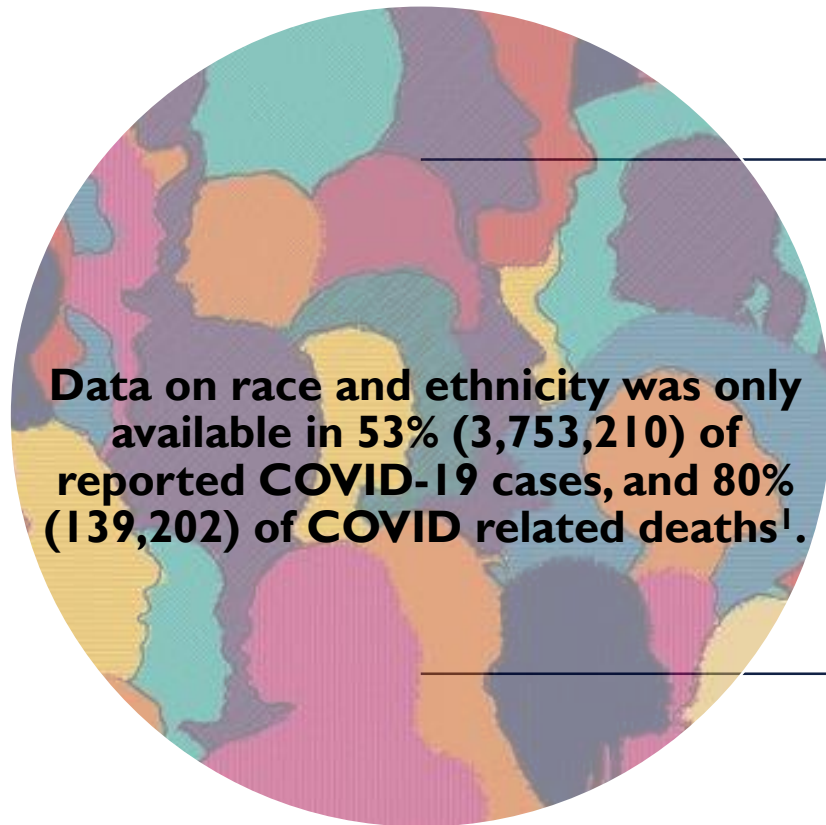 Data on race and ethnicity was only
available in 53% (3,753,210) of
reported COVID-19 cases, and 80%
(139,202) of COVID related deaths¹.